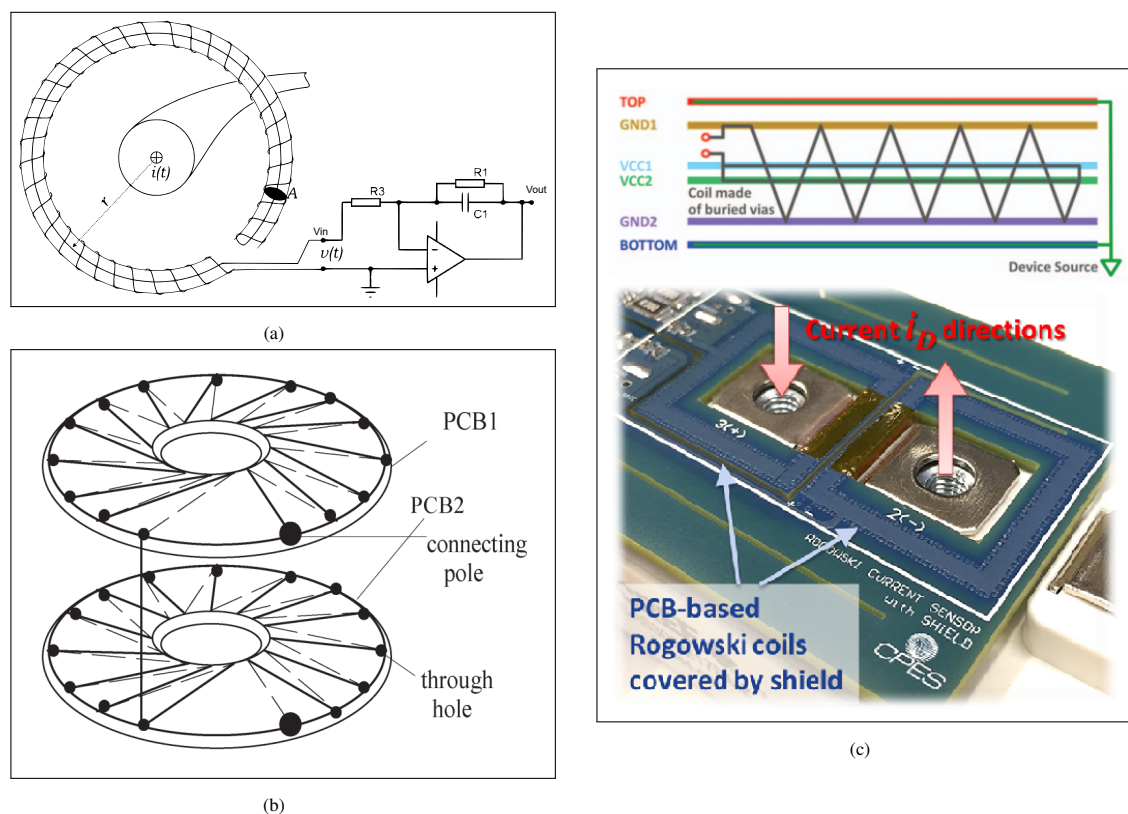 i(t)
r
A
R3
R1
C1
Vout
Vin
υ(t)
−
+
(a)
PCB1
PCB2
connecting
pole
through
hole
(b)
TOP
GND1
VCC1
VCC2
Coil made
of buried vias
GND2
BOTTOM
Device Source
Current i_D directions
3(+)
+ -
2(-)
+ -
ROGOWSKI CURRENT SENSOR
with SHIELD
CPES
PCB-based
Rogowski coils
covered by shield
(c)